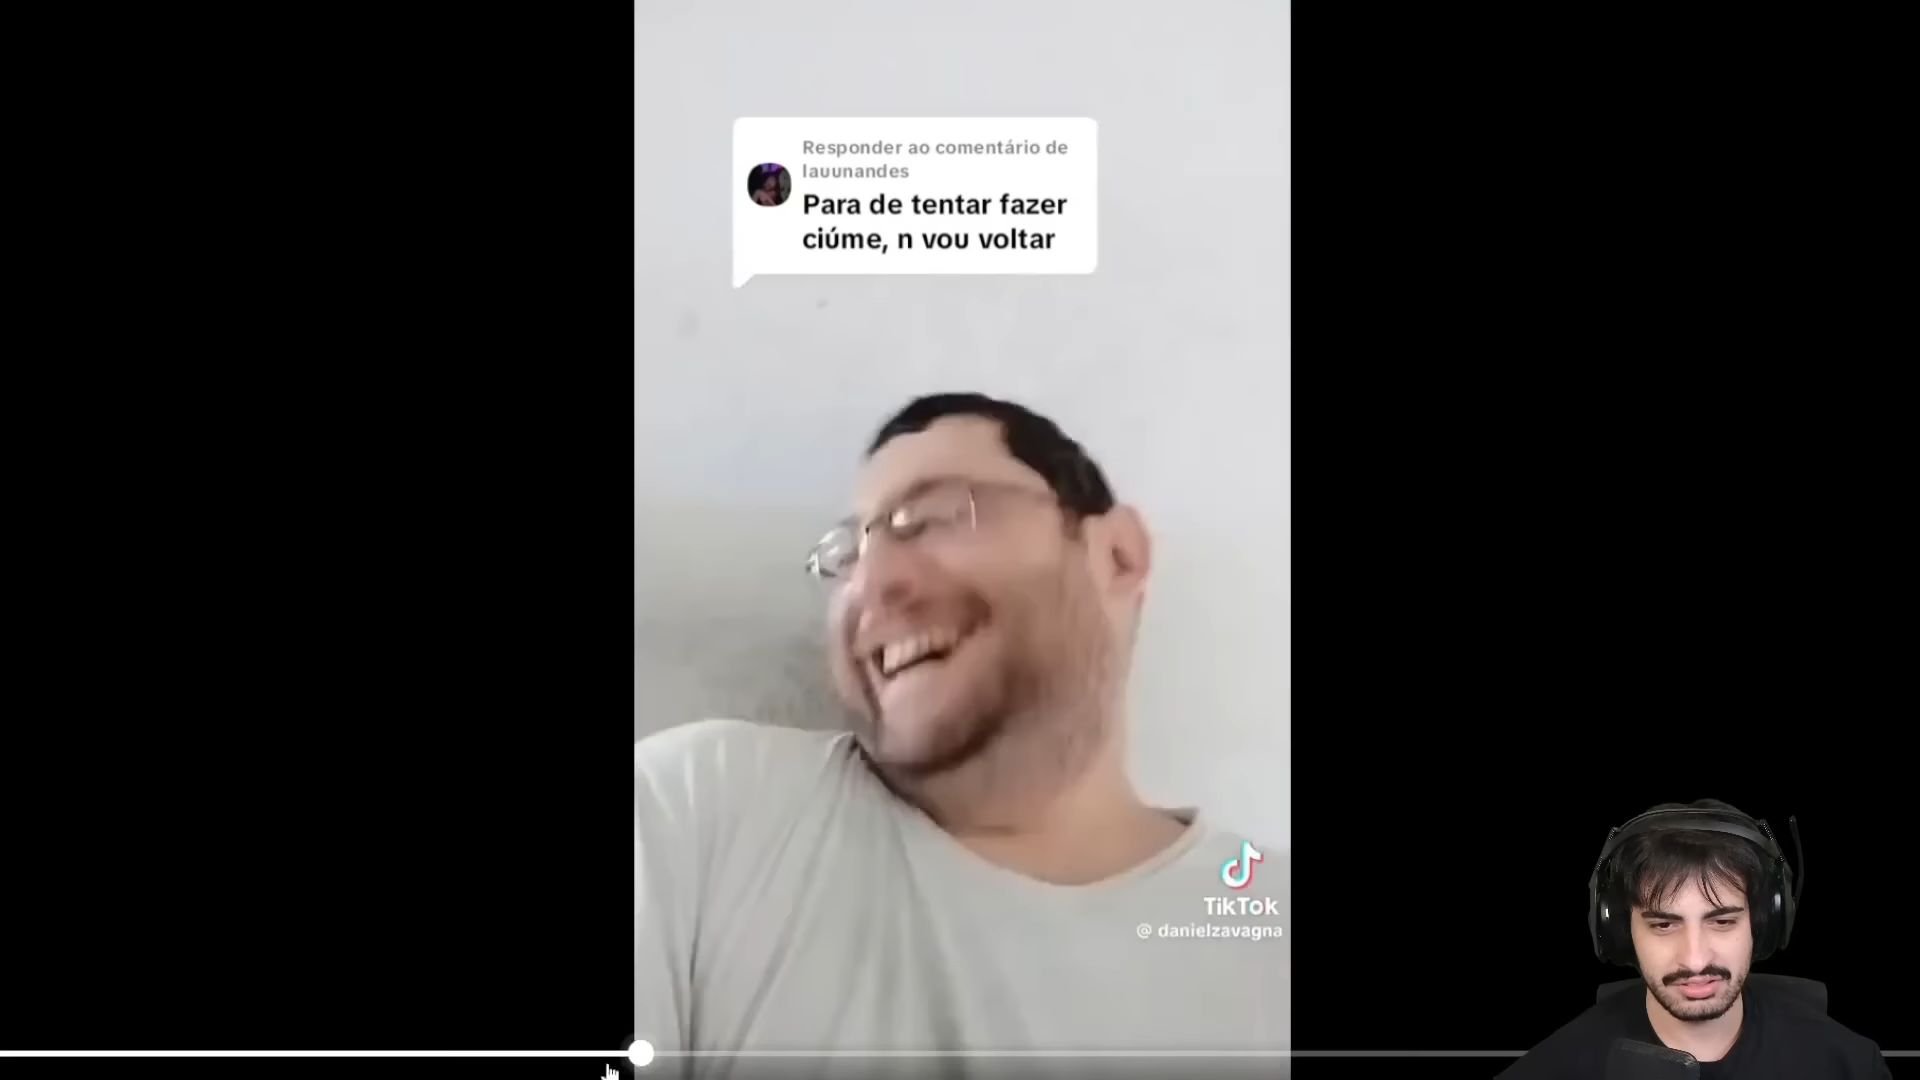 Responder ao comentário de
lauunandes
Para de tentar fazer
ciúme, n vou voltar
TikTok
@ danielzavagna